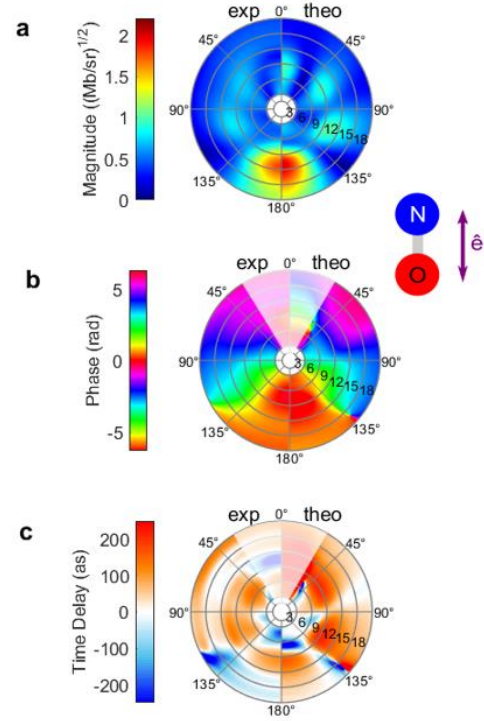 a
exp 0° theo
45° 45°
90° 90°
135° 135°
180°
3 6 9 12 15 18
Magnitude ((Mb/sr)^1/2)
2
1.5
1
0.5
0
N
O
ê
b
exp 0° theo
45° 45°
90° 90°
135° 135°
180°
3 6 9 12 15 18
Phase (rad)
5
0
-5
c
exp 0° theo
45° 45°
90° 90°
135° 135°
180°
3 6 9 12 15 18
Time Delay (as)
200
100
0
-100
-200